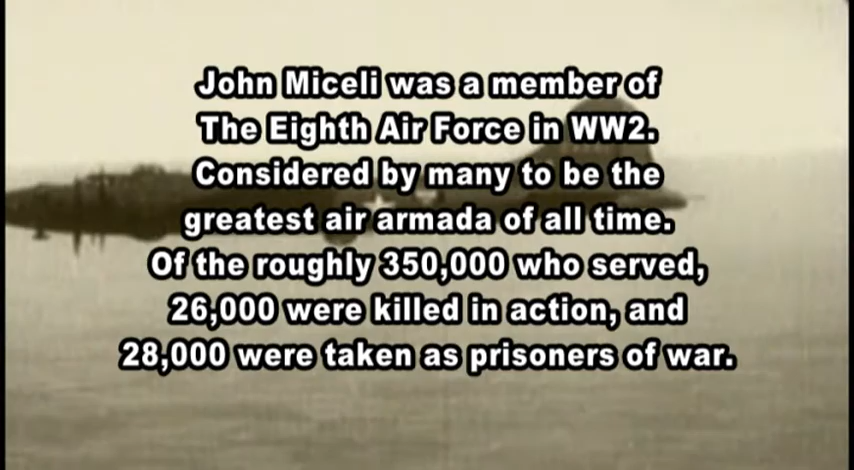 John Miceli was a member of
The Eighth Air Force in WW2.
Considered by many to be the
greatest air armada of all time.
Of the roughly 350,000 who served,
26,000 were killed in action, and
28,000 were taken as prisoners of war.